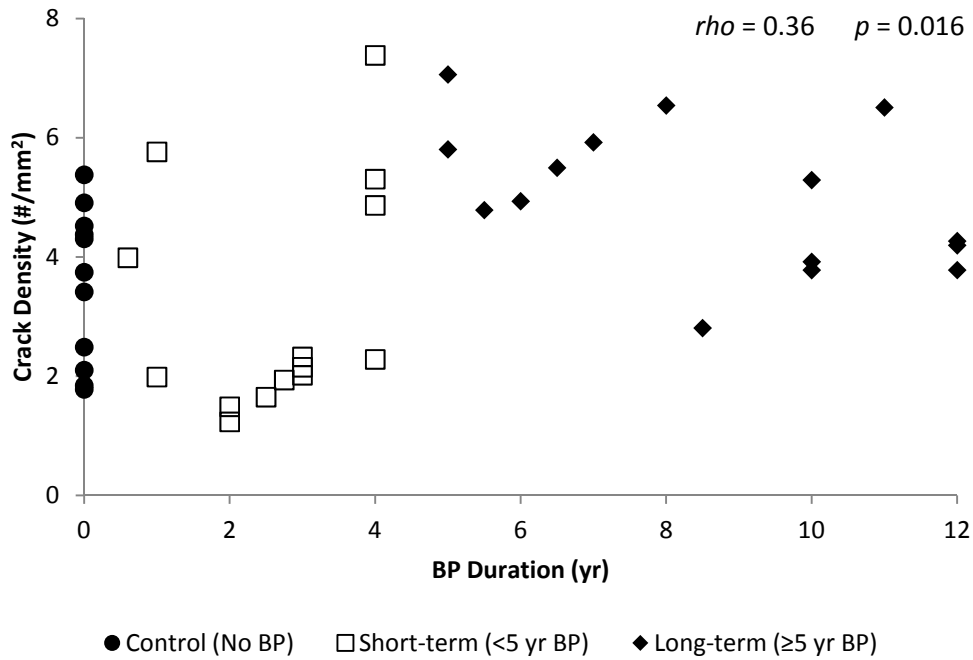 rho = 0.36 p = 0.016
Crack Density (#/mm²)
8
6
4
2
0
0 2 4 6 8 10 12
BP Duration (yr)
Control (No BP) Short-term (<5 yr BP) Long-term (≥5 yr BP)